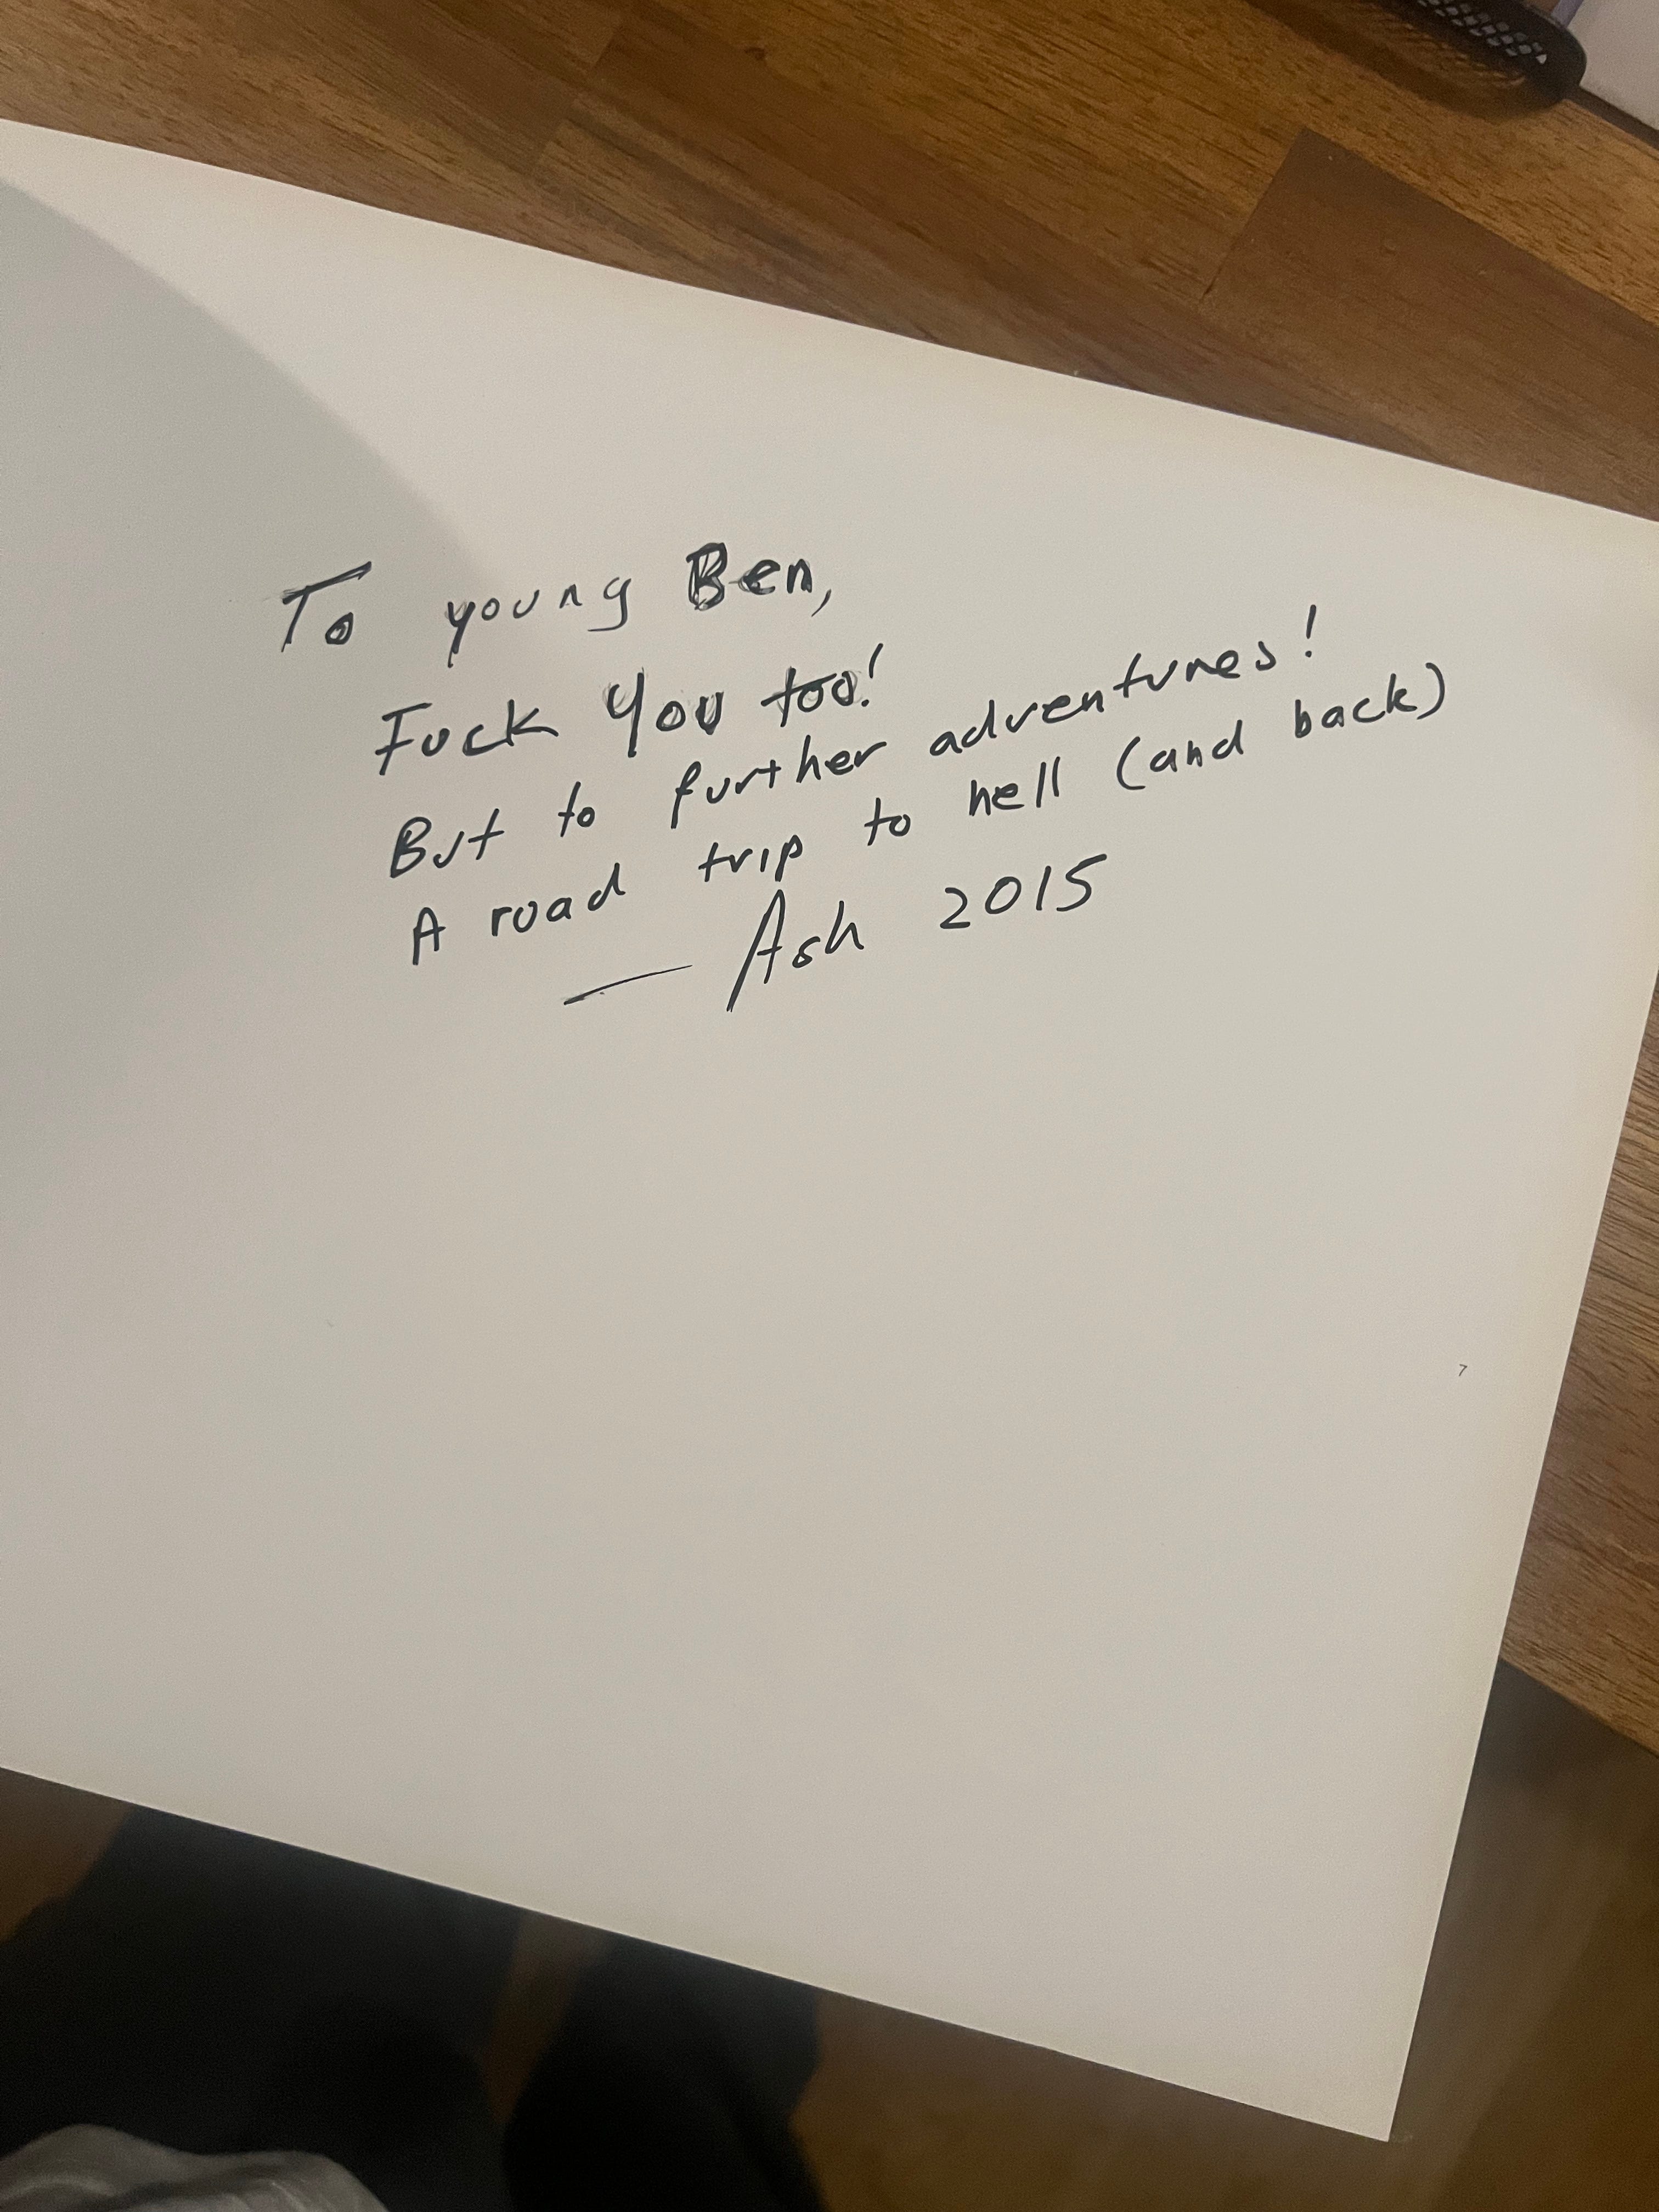 To young Ben,
Fuck You too!
But to further adventures!
A road trip to hell (and back)
— Ash 2015
7